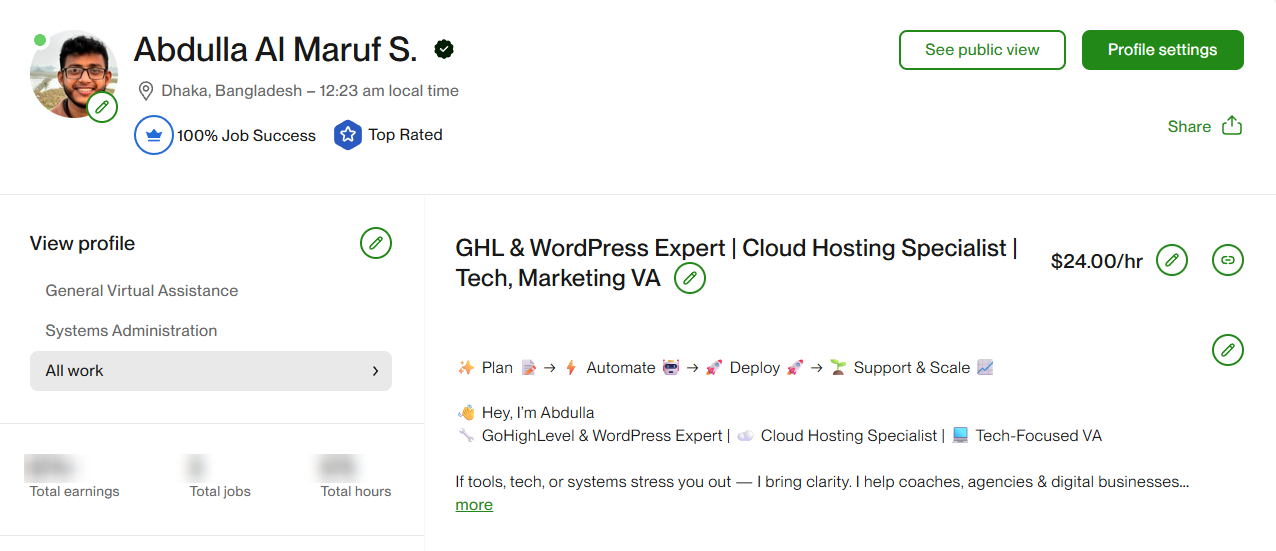 Abdulla Al Maruf S.
See public view
Profile settings
Dhaka, Bangladesh – 12:23 am local time
100% Job Success
Top Rated
Share
View profile
General Virtual Assistance
Systems Administration
All work
Total earnings
Total jobs
Total hours
GHL & WordPress Expert | Cloud Hosting Specialist |
Tech, Marketing VA
$24.00/hr
✨ Plan 📝 → ⚡ Automate 🤖 → 🚀 Deploy 🚀 → 🌱 Support & Scale 📈
👋 Hey, I’m Abdulla
🔧 GoHighLevel & WordPress Expert | ☁️ Cloud Hosting Specialist | 💻 Tech-Focused VA
If tools, tech, or systems stress you out — I bring clarity. I help coaches, agencies & digital businesses...
more